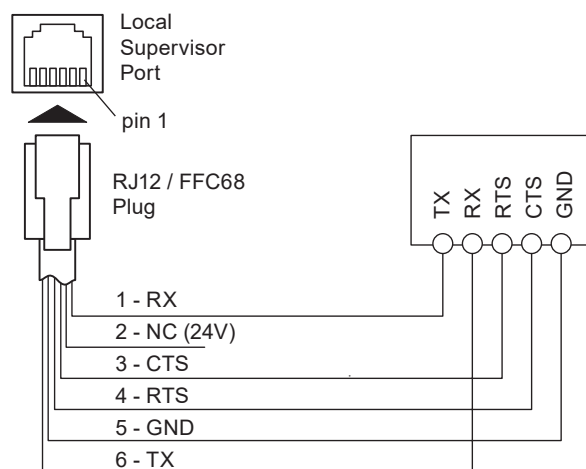 Local
Supervisor
Port
pin 1
RJ12 / FFC68
Plug
TX
RX
RTS
CTS
GND
1 - RX
2 - NC (24V)
3 - CTS
4 - RTS
5 - GND
6 - TX